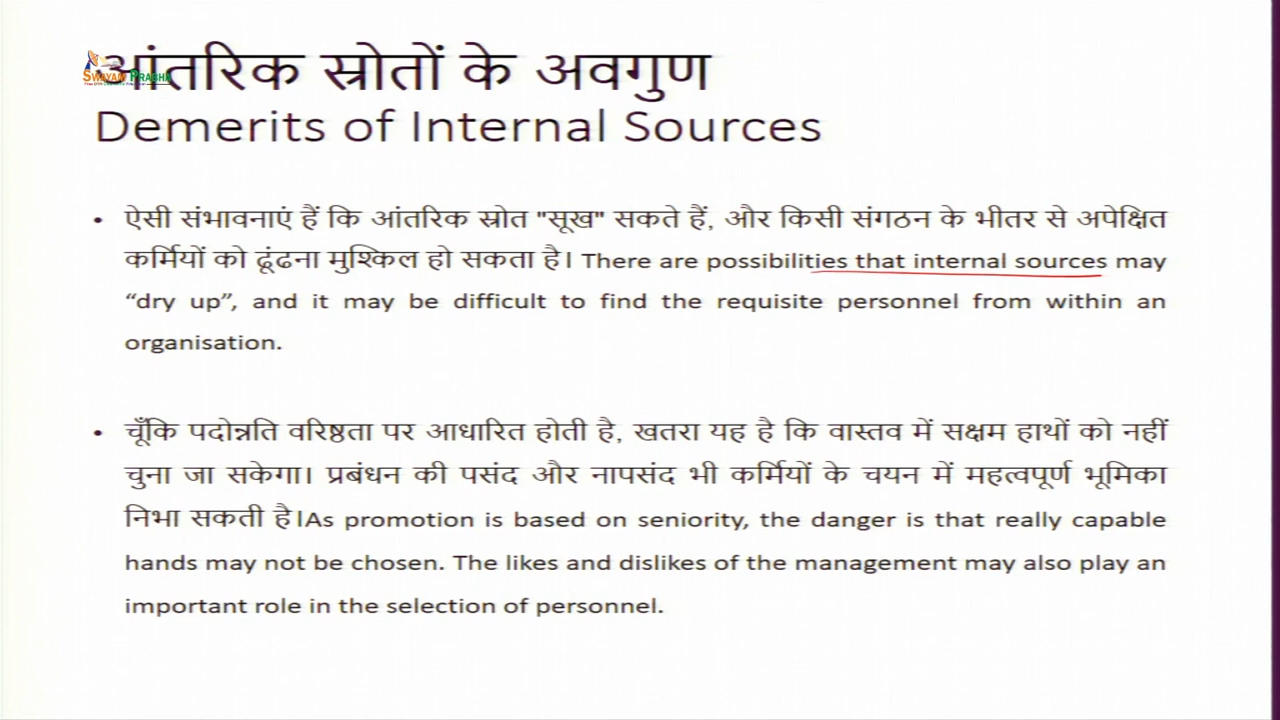 आंतरिक स्रोतों के अवगुण
SWAYAM PRABHA
Demerits of Internal Sources
• ऐसी संभावनाएं हैं कि आंतरिक स्रोत "सूख" सकते हैं, और किसी संगठन के भीतर से अपेक्षित
कर्मियों को ढूंढना मुश्किल हो सकता है। There are possibilities that internal sources may
“dry up”, and it may be difficult to find the requisite personnel from within an
organisation.
• चूँकि पदोन्नति वरिष्ठता पर आधारित होती है, खतरा यह है कि वास्तव में सक्षम हाथों को नहीं
चुना जा सकेगा। प्रबंधन की पसंद और नापसंद भी कर्मियों के चयन में महत्वपूर्ण भूमिका
निभा सकती है।As promotion is based on seniority, the danger is that really capable
hands may not be chosen. The likes and dislikes of the management may also play an
important role in the selection of personnel.